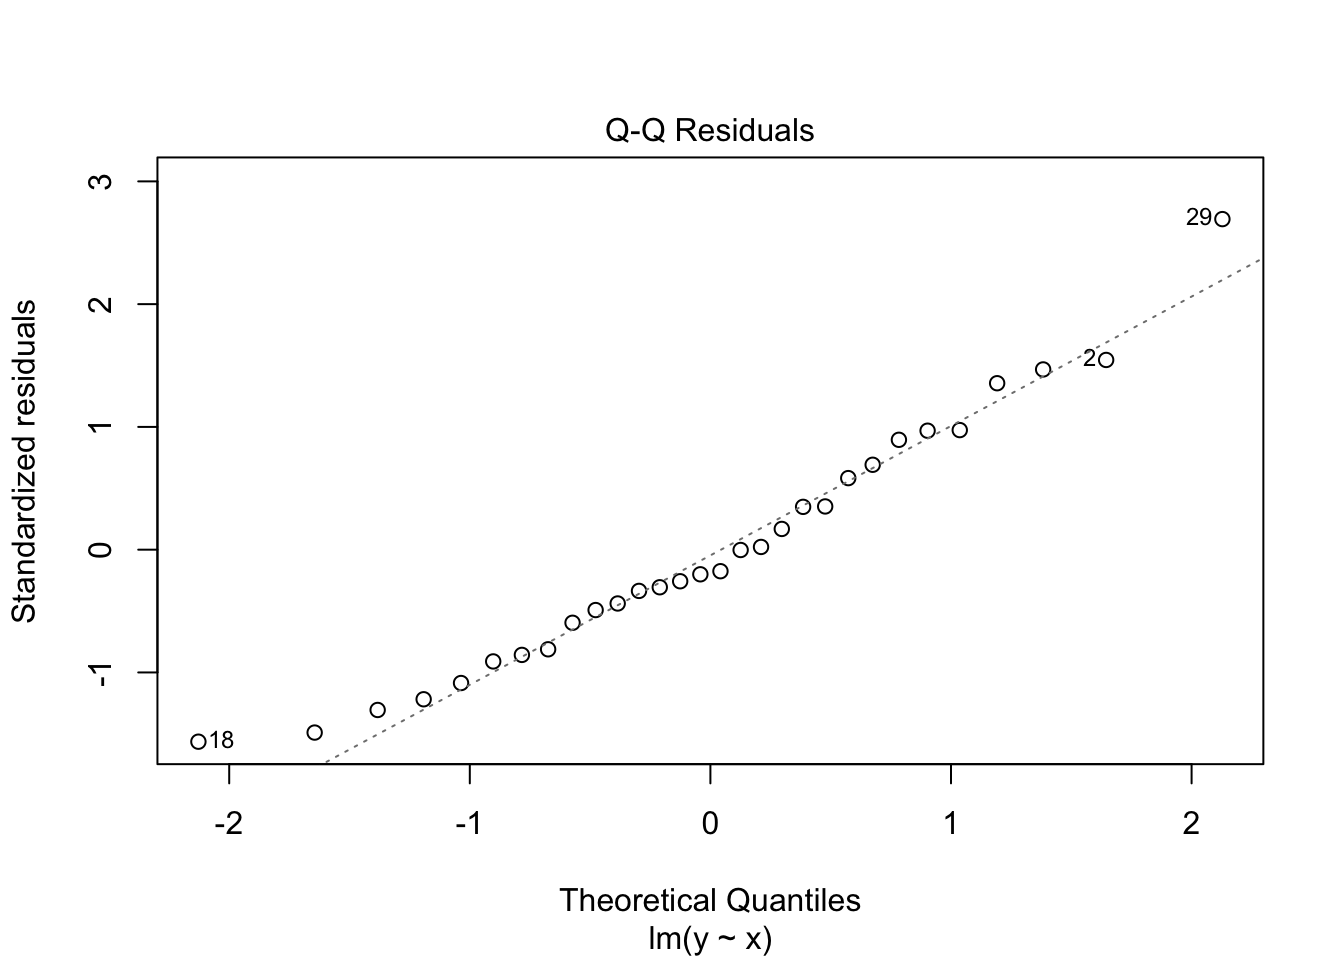 Q-Q Residuals
3
2
1
0
-1
Standardized residuals
29
2
18
-2 -1 0 1 2
Theoretical Quantiles
lm(y ~ x)